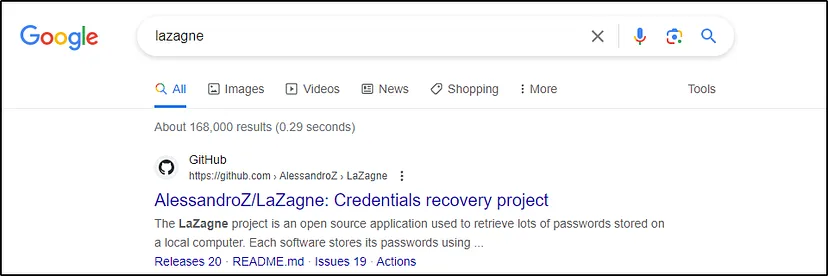 Google lazagne
All Images Videos News Shopping More Tools
About 168,000 results (0.29 seconds)
GitHub
https://github.com › AlessandroZ › LaZagne
AlessandroZ/LaZagne: Credentials recovery project
The LaZagne project is an open source application used to retrieve lots of passwords stored on
a local computer. Each software stores its passwords using ...
Releases 20 · README.md · Issues 19 · Actions